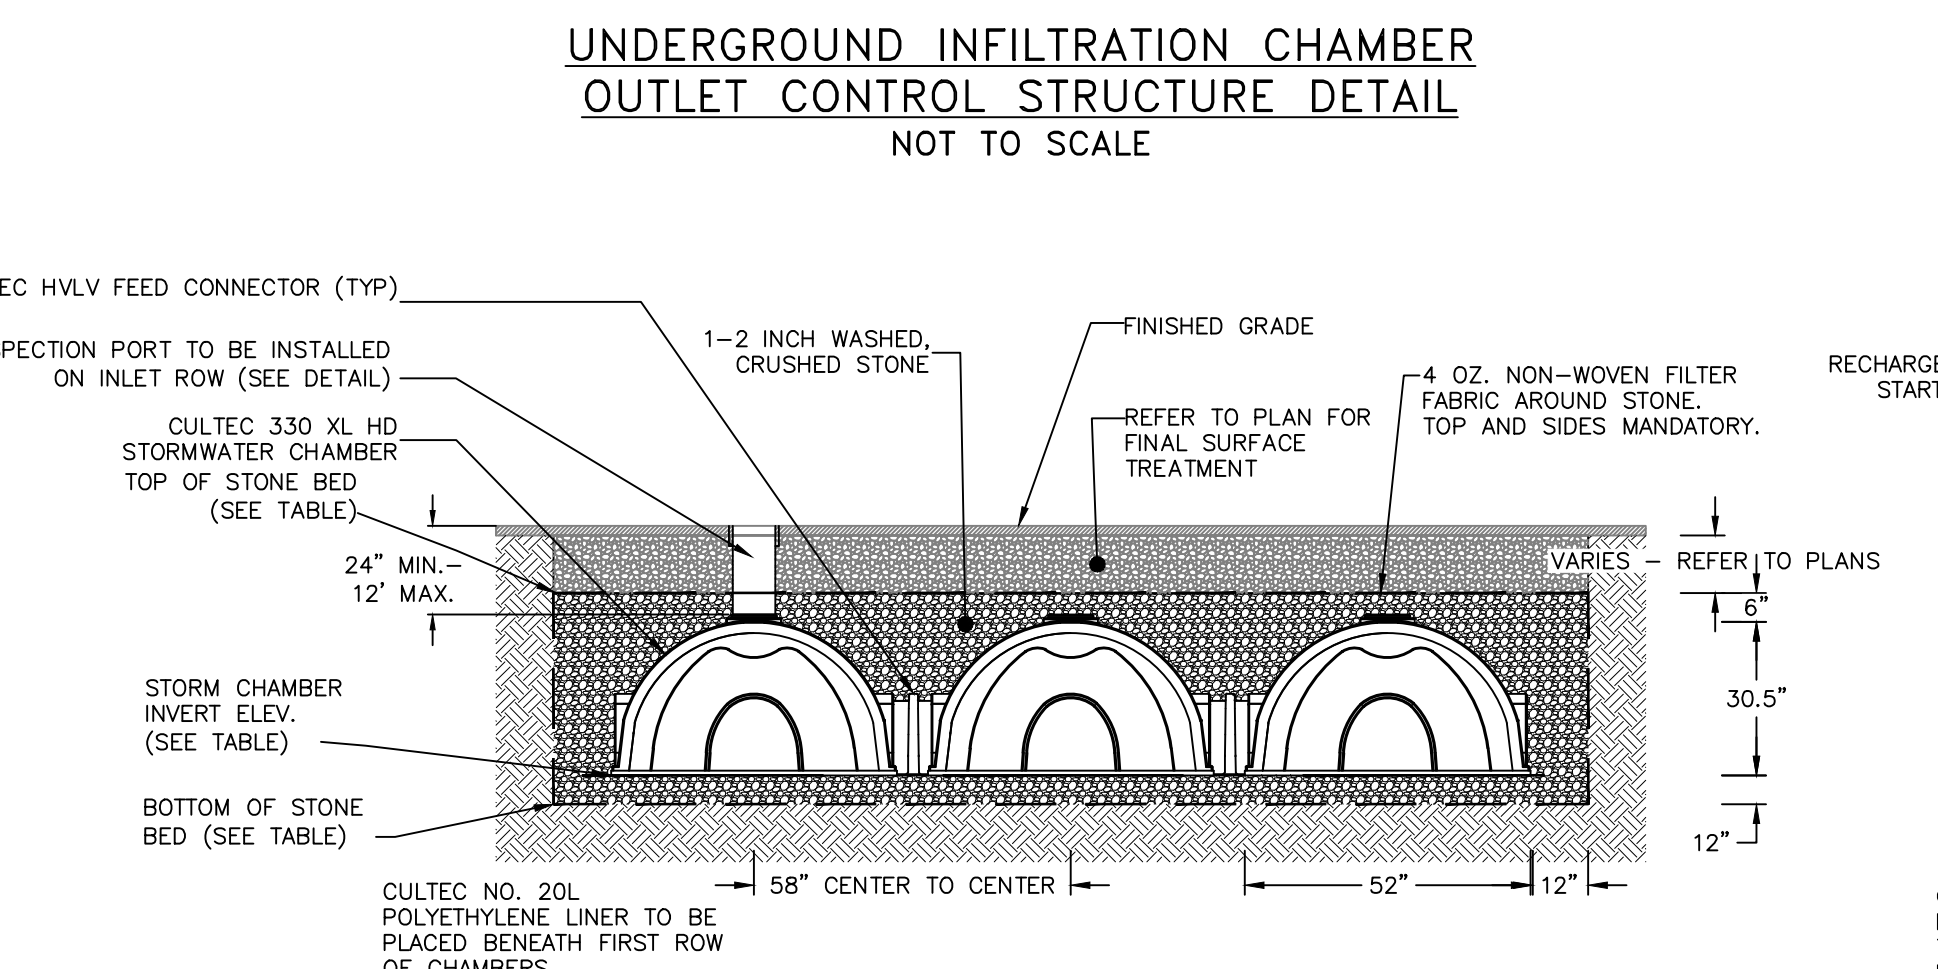 UNDERGROUND INFILTRATION CHAMBER
OUTLET CONTROL STRUCTURE DETAIL
NOT TO SCALE
HVLV FEED CONNECTOR (TYP)
PORT TO BE INSTALLED
ON INLET ROW (SEE DETAIL)
CULTEC 330 XL HD
STORMWATER CHAMBER
TOP OF STONE BED
(SEE TABLE)
24" MIN.–
12' MAX.
STORM CHAMBER
INVERT ELEV.
(SEE TABLE)
BOTTOM OF STONE
BED (SEE TABLE)
1–2 INCH WASHED,
CRUSHED STONE
FINISHED GRADE
REFER TO PLAN FOR
FINAL SURFACE
TREATMENT
4 OZ. NON–WOVEN FILTER
FABRIC AROUND STONE.
TOP AND SIDES MANDATORY.
RECHARGE
START
VARIES – REFER TO PLANS
6"
30.5"
12"
58" CENTER TO CENTER
52"
12"
CULTEC NO. 20L
POLYETHYLENE LINER TO BE
PLACED BENEATH FIRST ROW
OF CHAMBERS